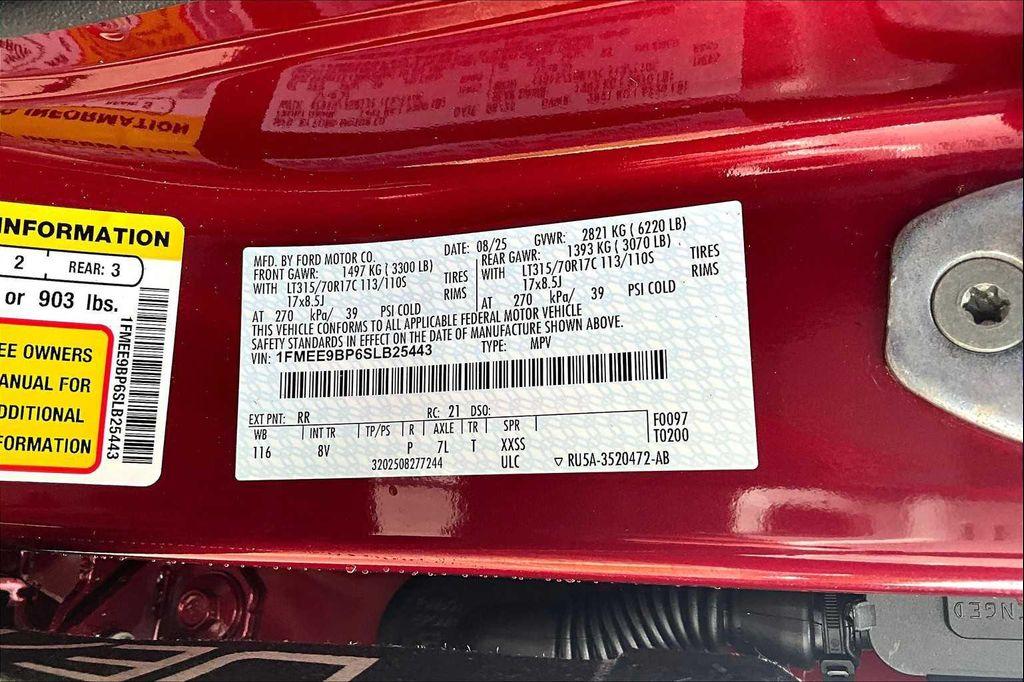 INFORMATION
2 REAR: 3
or 903 lbs.
EE OWNERS
ANUAL FOR
DDITIONAL
FORMATION
1FMEE9BP6SLB25443
MFD. BY FORD MOTOR CO. DATE: 08/25 GVWR: 2821 KG ( 6220 LB)
FRONT GAWR: 1497 KG ( 3300 LB) REAR GAWR: 1393 KG ( 3070 LB)
WITH LT315/70R17C 113/110S TIRES WITH LT315/70R17C 113/110S TIRES
17x8.5J RIMS 17x8.5J RIMS
AT 270 kPa/ 39 PSI COLD AT 270 kPa/ 39 PSI COLD
THIS VEHICLE CONFORMS TO ALL APPLICABLE FEDERAL MOTOR VEHICLE
SAFETY STANDARDS IN EFFECT ON THE DATE OF MANUFACTURE SHOWN ABOVE.
VIN: 1FMEE9BP6SLB25443 TYPE: MPV
EXT PNT: RR RC: 21 DSO: F0097
WB INT TR TP/PS R AXLE TR SPR T0200
116 8V P 7L T XXSS
3202508277244 ULC ▽ RU5A-3520472-AB
NGED